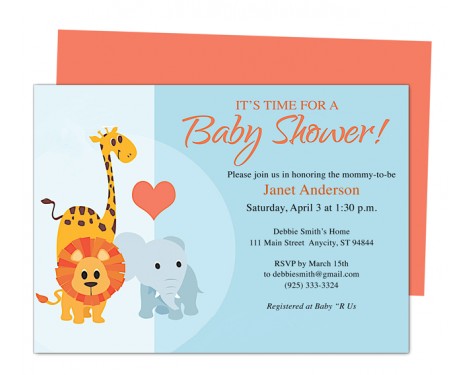 IT'S TIME FOR A
Baby Shower!
Please join us in honoring the mommy-to-be
Janet Anderson
Saturday, April 3 at 1:30 p.m.
Debbie Smith's Home
111 Main Street Anycity, ST 94844
RSVP by March 15th
to debbiesmith@gmail.com
(925) 333-3324
Registered at Baby "R Us